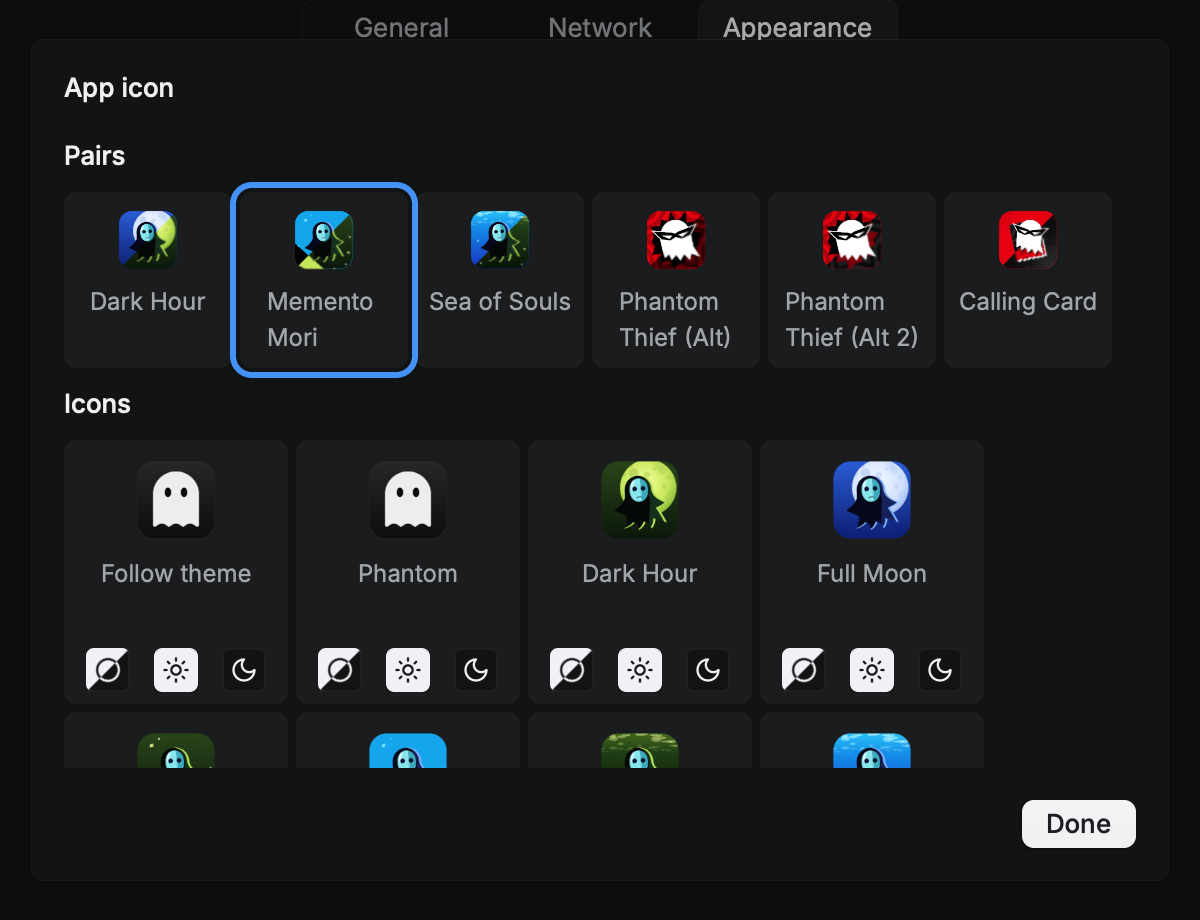 General
Network
Appearance
App icon
Pairs
Dark Hour
Memento
Mori
Sea of Souls
Phantom
Thief (Alt)
Phantom
Thief (Alt 2)
Calling Card
Icons
Follow theme
Phantom
Dark Hour
Full Moon
Done